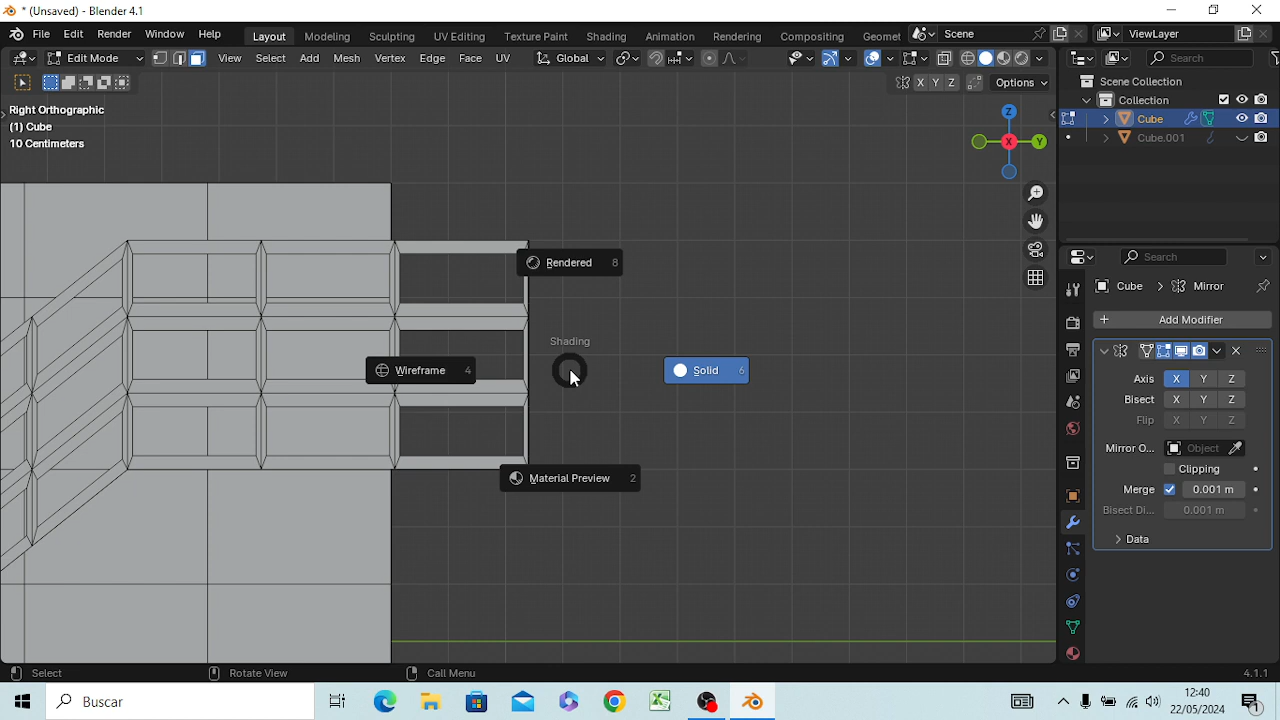 * (Unsaved) - Blender 4.1
File Edit Render Window Help Layout Modeling Sculpting UV Editing Texture Paint Shading Animation Rendering Compositing Geomet Scene ViewLayer
Edit Mode View Select Add Mesh Vertex Edge Face UV Global Search
X Y Z Options
Right Orthographic
(1) Cube
10 Centimeters
Z
Y
X
Scene Collection
Collection
Cube
Cube.001
Search
Cube > Mirror
+ Add Modifier
Axis X Y Z
Bisect X Y Z
Flip X Y Z
Mirror O... Object
Clipping
Merge 0.001 m
Bisect Di... 0.001 m
Data
Rendered 8
Shading
Wireframe 4
Solid 6
Material Preview 2
Select Rotate View Call Menu 4.1.1
Buscar
12:40
22/05/2024
1